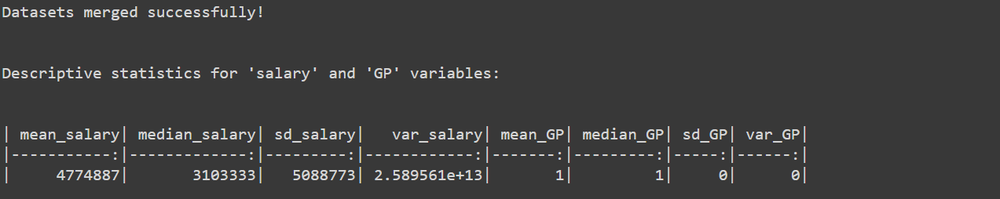 Datasets merged successfully!
Descriptive statistics for 'salary' and 'GP' variables:
| mean_salary| median_salary| sd_salary|   var_salary| mean_GP| median_GP| sd_GP| var_GP|
|-----------:|-------------:|---------:|------------:|-------:|---------:|-----:|------:|
|     4774887|       3103333|   5088773| 2.589561e+13|       1|         1|     0|      0|